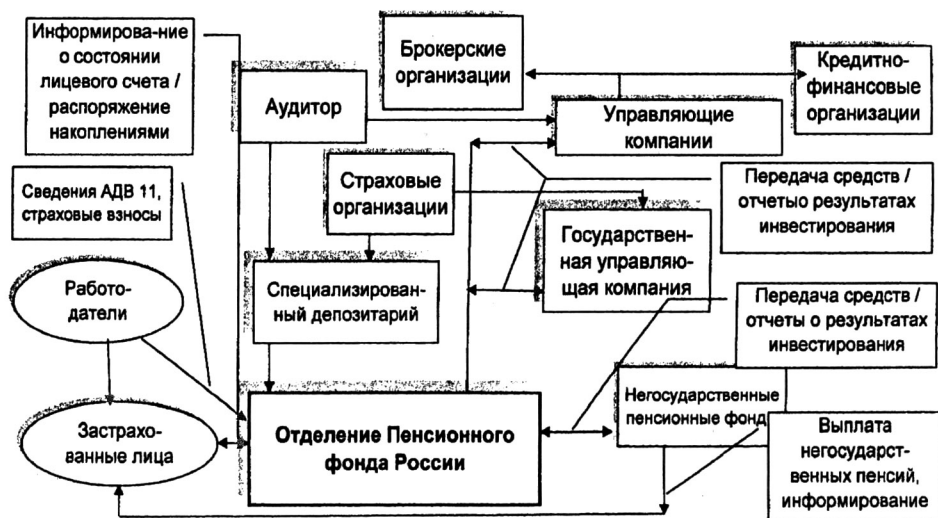 Информирова-ние
о состоянии
лицевого счета /
распоряжение
накоплениями
Брокерские
организации
Кредитно-
финансовые
организации
Аудитор
Управляющие
компании
Сведения АДВ 11,
страховые взносы
Страховые
организации
Передача средств /
отчетыо результатах
инвестирования
Государствен-
ная управляю-
щая компания
Работо-
датели
Специализирован-
ный депозитарий
Передача средств /
отчеты о результатах
инвестирования
Негосударственные
пенсионные фонд
Застрахо-
ванные лица
Отделение Пенсионного
фонда России
Выплата
негосударст-
венных пенсий,
информирование